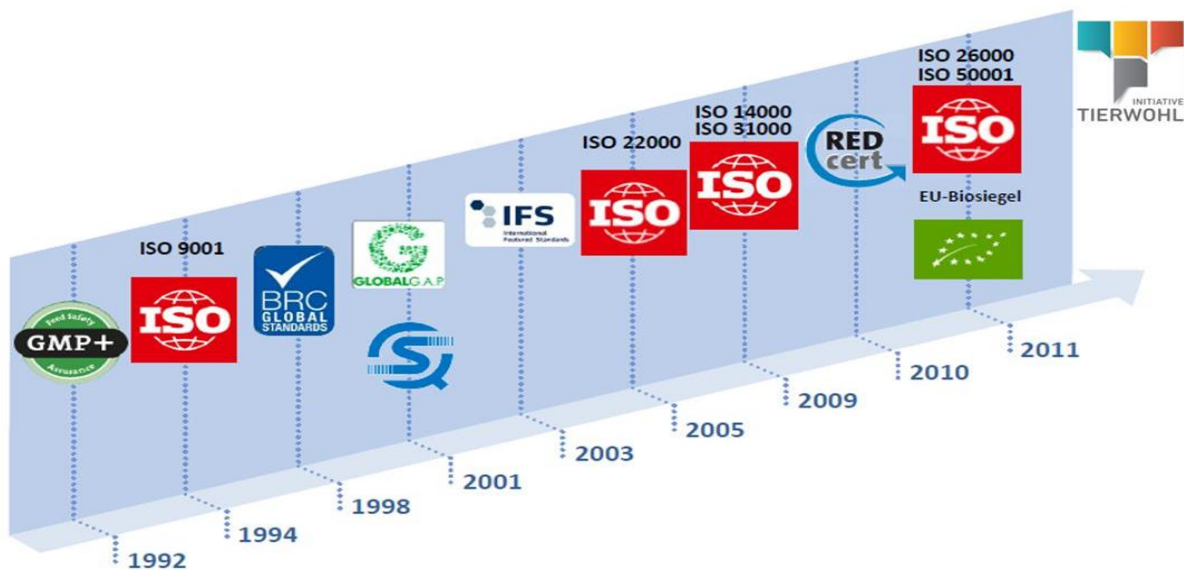 Feed Safety
GMP+
Assurance
ISO 9001
ISO
BRC
GLOBAL
STANDARDS
GLOBALG.A.P
SQ
IFS
International
Featured Standards
ISO 22000
ISO
ISO 14000
ISO 31000
ISO
RED
cert
ISO 26000
ISO 50001
ISO
EU-Biosiegel
INITIATIVE
TIERWOHL
1992
1994
1998
2001
2003
2005
2009
2010
2011